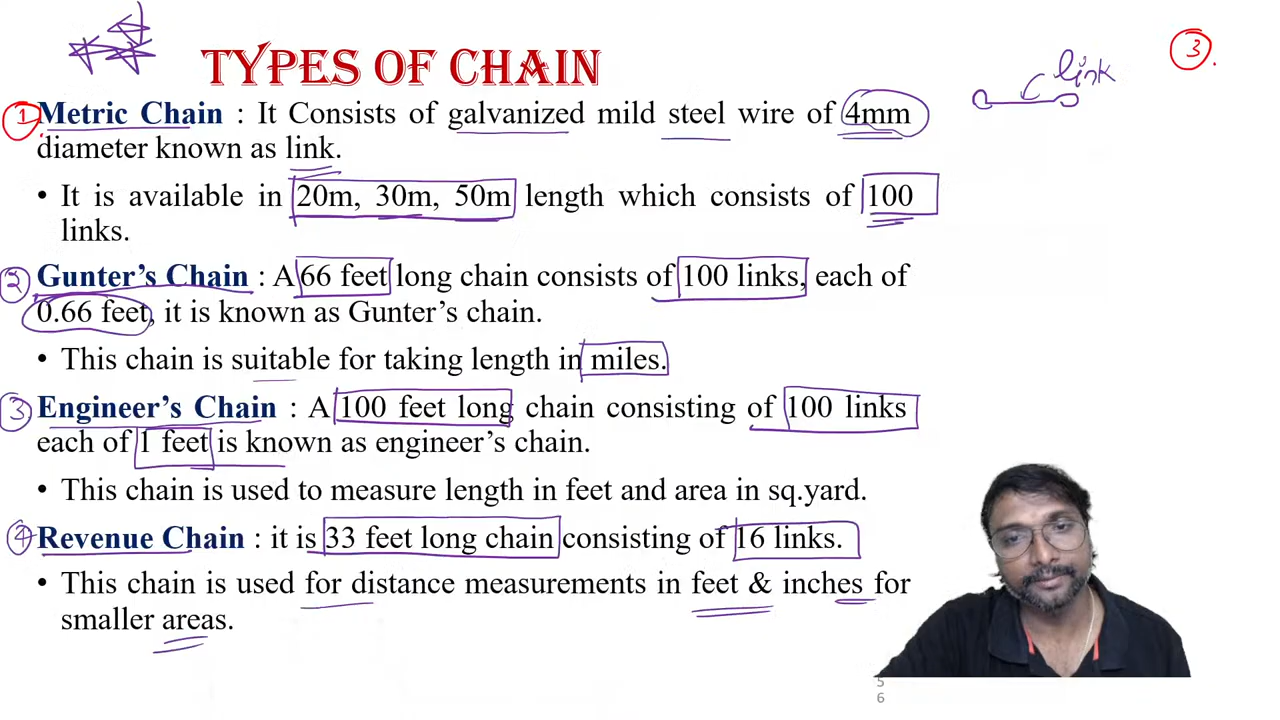 TYPES OF CHAIN
3.
link
1 Metric Chain : It Consists of galvanized mild steel wire of 4mm
diameter known as link.
• It is available in 20m, 30m, 50m length which consists of 100
links.
2 Gunter’s Chain : A 66 feet long chain consists of 100 links, each of
0.66 feet, it is known as Gunter’s chain.
• This chain is suitable for taking length in miles.
3 Engineer’s Chain : A 100 feet long chain consisting of 100 links
each of 1 feet is known as engineer’s chain.
• This chain is used to measure length in feet and area in sq.yard.
4 Revenue Chain : it is 33 feet long chain consisting of 16 links.
• This chain is used for distance measurements in feet & inches for
smaller areas.
5
6